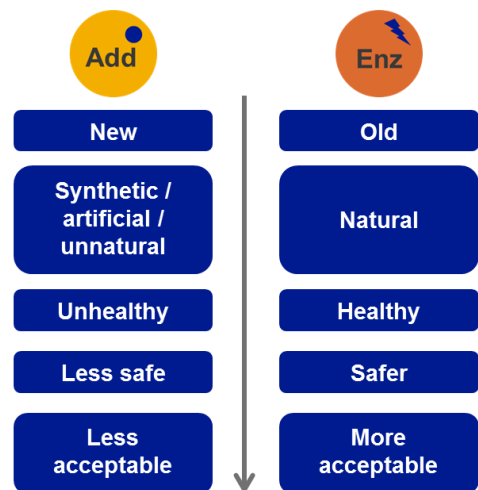 Add
Enz
New
Old
Synthetic /
artificial /
unnatural
Natural
Unhealthy
Healthy
Less safe
Safer
Less
acceptable
More
acceptable